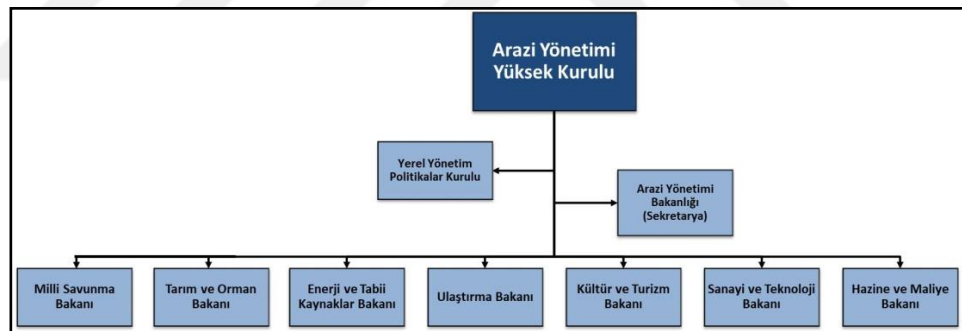 Arazi Yönetimi
Yüksek Kurulu
Yerel Yönetim
Politikalar Kurulu
Arazi Yönetimi
Bakanlığı
(Sekretarya)
Milli Savunma
Bakanı
Tarım ve Orman
Bakanı
Enerji ve Tabii
Kaynaklar Bakanı
Ulaştırma Bakanı
Kültür ve Turizm
Bakanı
Sanayi ve Teknoloji
Bakanı
Hazine ve Maliye
Bakanı